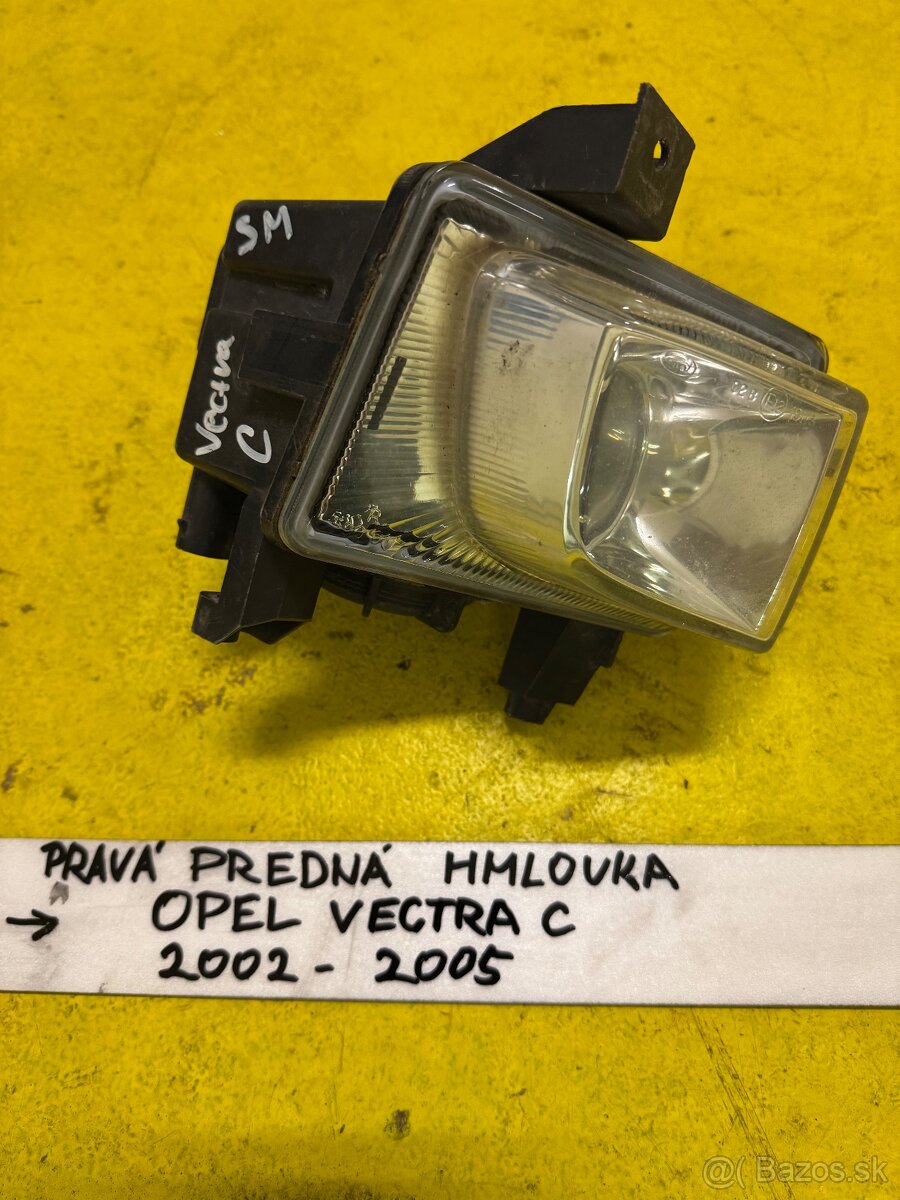 SM
Vectra
C
PRAVÁ PREDNÁ HMLOVKA
→ OPEL VECTRA C
2002 - 2005
@( Bazos.sk